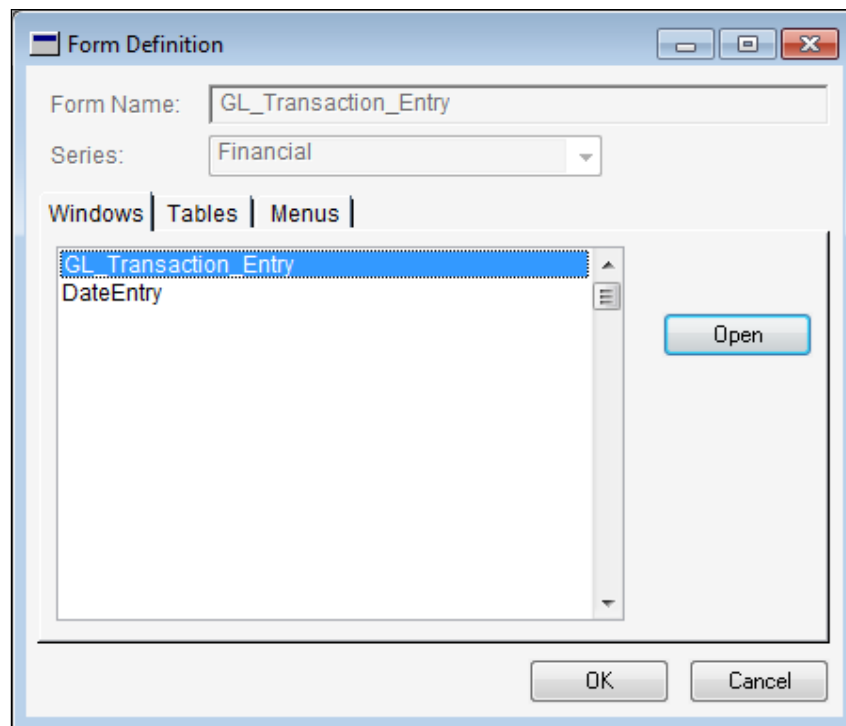 Form Definition
Form Name: GL_Transaction_Entry
Series: Financial
Windows Tables Menus
GL_Transaction_Entry
DateEntry
Open
OK Cancel